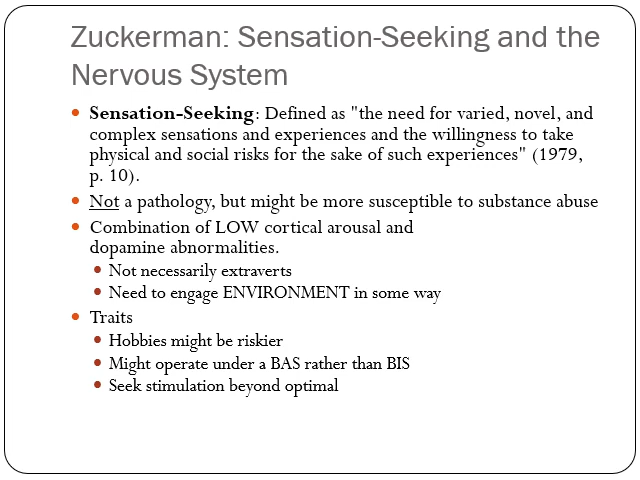 Zuckerman: Sensation-Seeking and the
Nervous System
• Sensation-Seeking: Defined as "the need for varied, novel, and
complex sensations and experiences and the willingness to take
physical and social risks for the sake of such experiences" (1979,
p. 10).
• Not a pathology, but might be more susceptible to substance abuse
• Combination of LOW cortical arousal and
dopamine abnormalities.
• Not necessarily extraverts
• Need to engage ENVIRONMENT in some way
• Traits
• Hobbies might be riskier
• Might operate under a BAS rather than BIS
• Seek stimulation beyond optimal